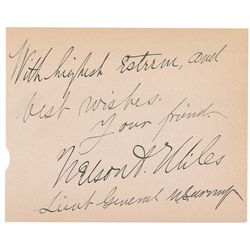 With highest Esteem, and
best wishes.
Your friend.
Nelson A. Miles
Lieut General U.S. Army